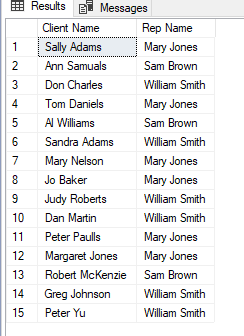 Results Messages
Client Name Rep Name
1 Sally Adams Mary Jones
2 Ann Samuals Sam Brown
3 Don Charles William Smith
4 Tom Daniels Mary Jones
5 Al Williams Sam Brown
6 Sandra Adams William Smith
7 Mary Nelson Mary Jones
8 Jo Baker Mary Jones
9 Judy Roberts William Smith
10 Dan Martin William Smith
11 Peter Paulls Mary Jones
12 Margaret Jones Mary Jones
13 Robert McKenzie Sam Brown
14 Greg Johnson William Smith
15 Peter Yu William Smith